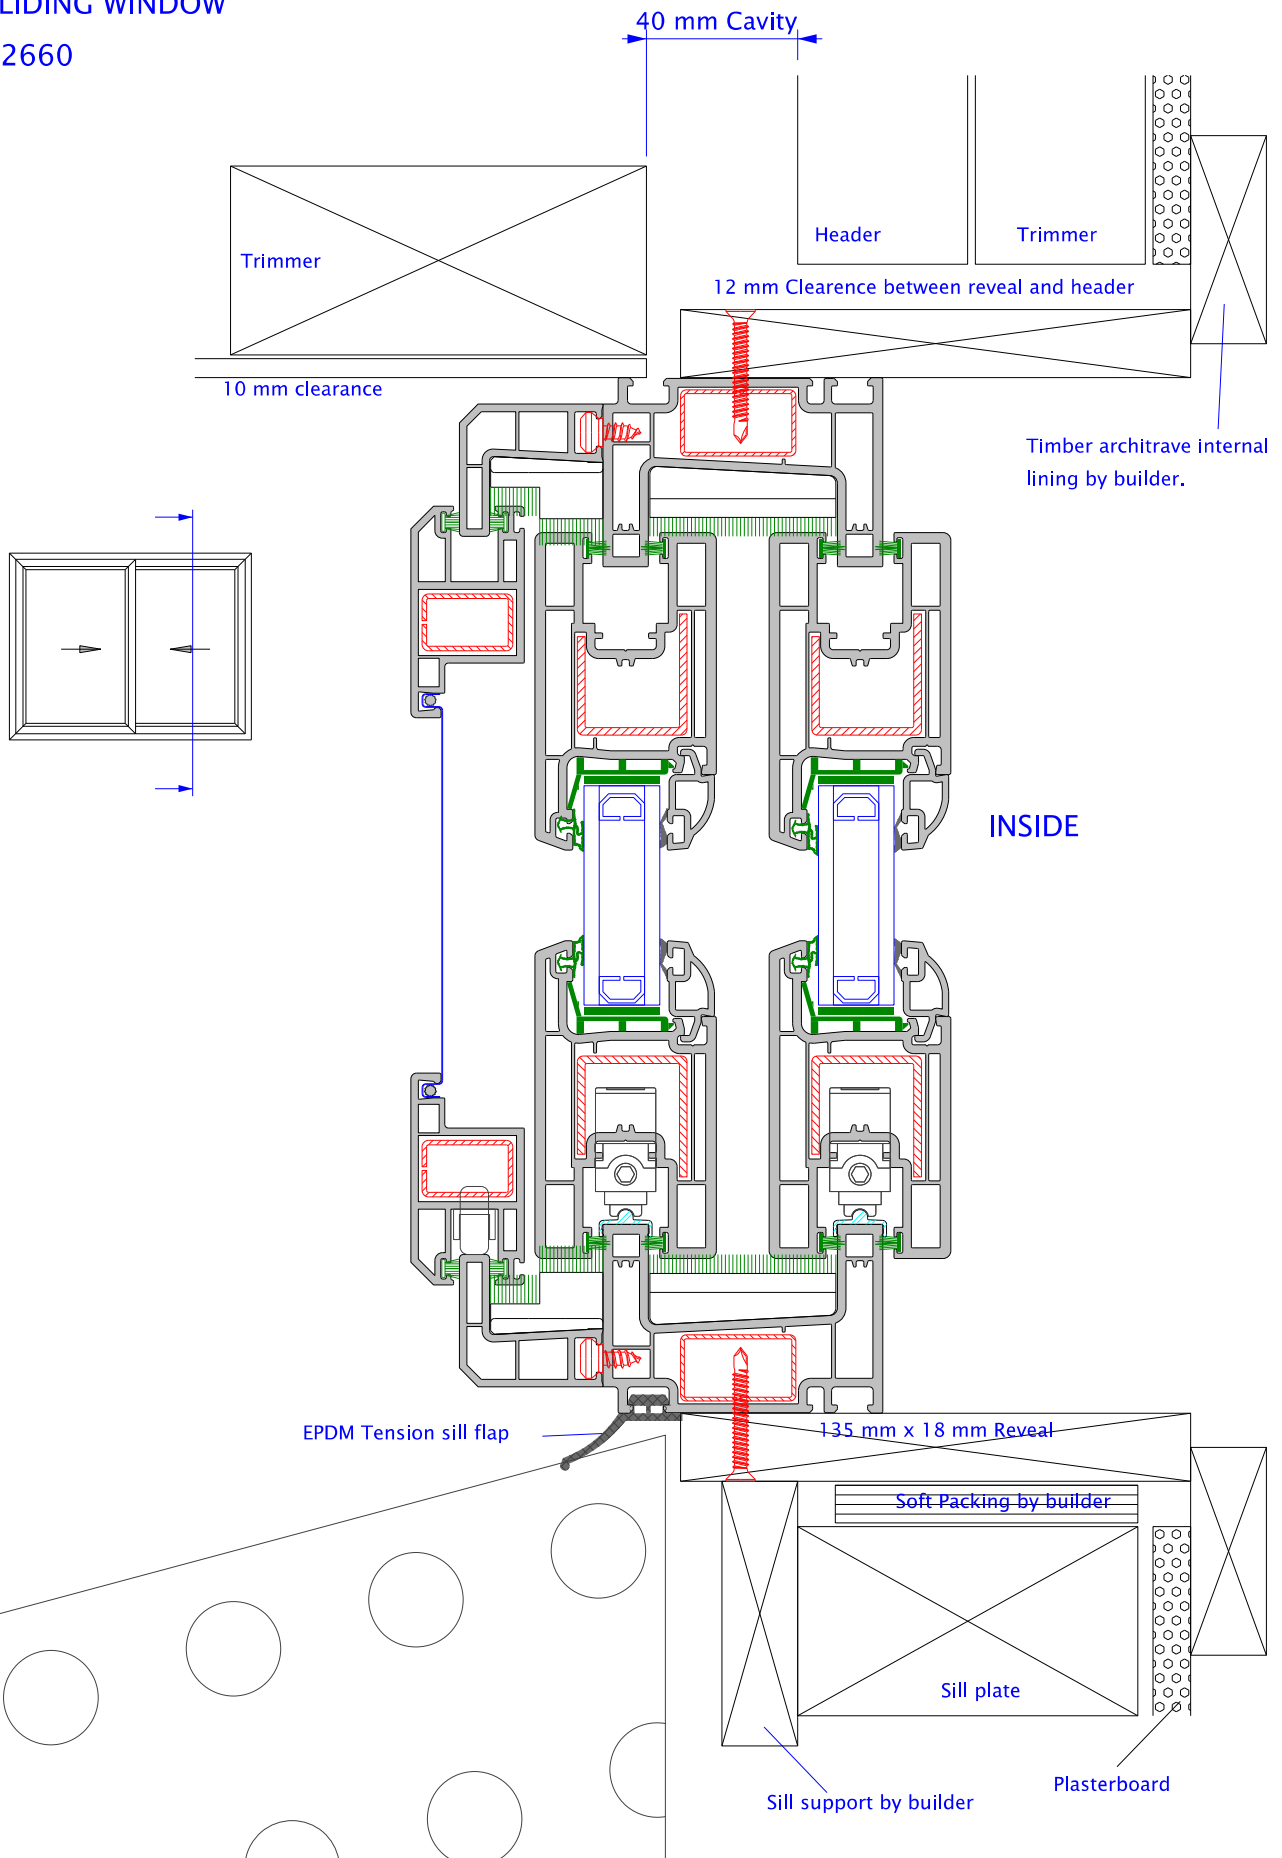 LIDING WINDOW
2660
40 mm Cavity
Header
Trimmer
Trimmer
12 mm Clearence between reveal and header
10 mm clearance
Timber architrave internal
lining by builder.
INSIDE
EPDM Tension sill flap
135 mm x 18 mm Reveal
Soft Packing by builder
Sill plate
Plasterboard
Sill support by builder